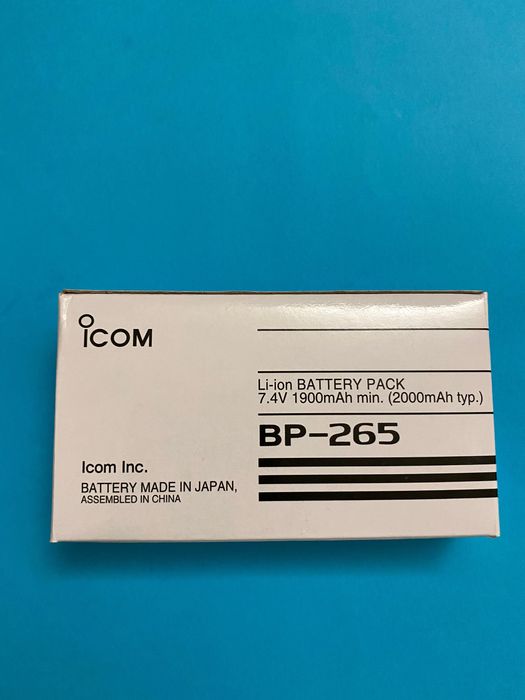 ICOM
Li-ion BATTERY PACK
7.4V 1900mAh min. (2000mAh typ.)
BP-265
Icom Inc.
BATTERY MADE IN JAPAN,
ASSEMBLED IN CHINA